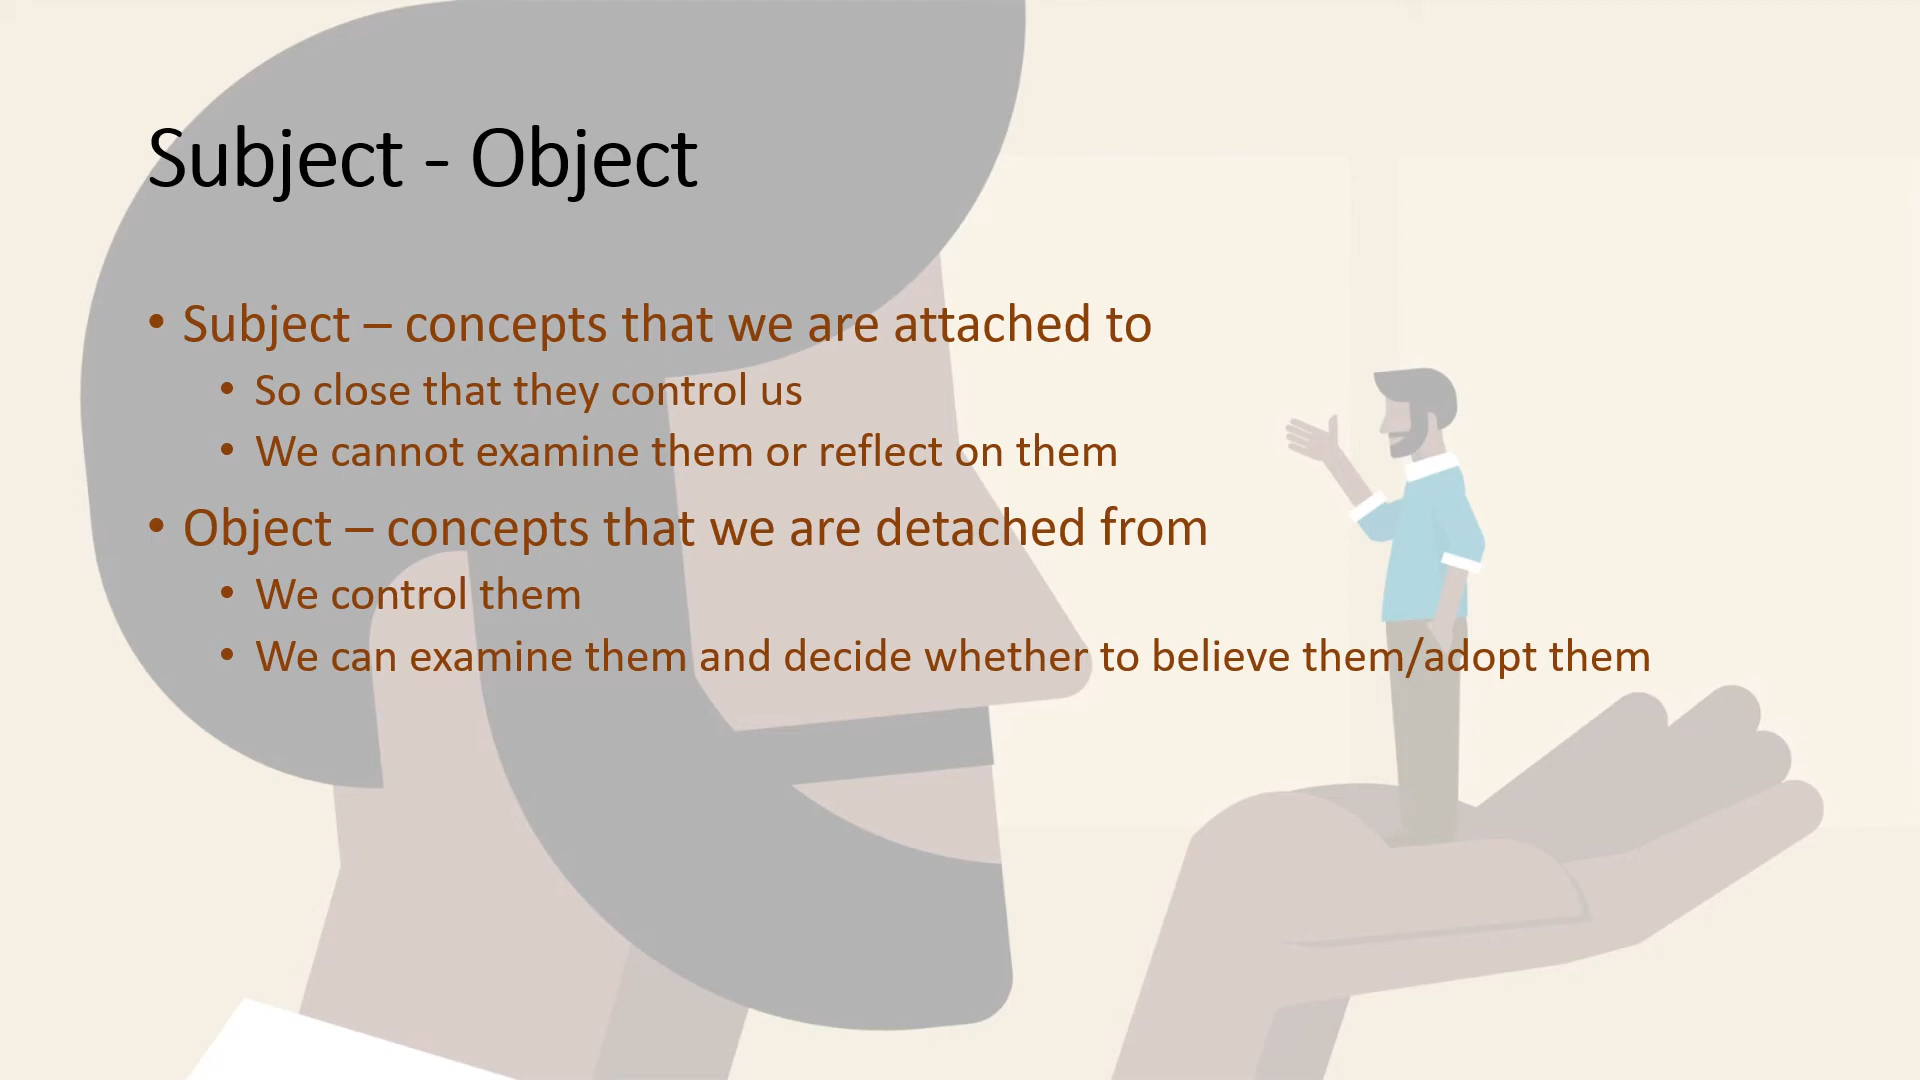 Subject - Object
• Subject – concepts that we are attached to
• So close that they control us
• We cannot examine them or reflect on them
• Object – concepts that we are detached from
• We control them
• We can examine them and decide whether to believe them/adopt them